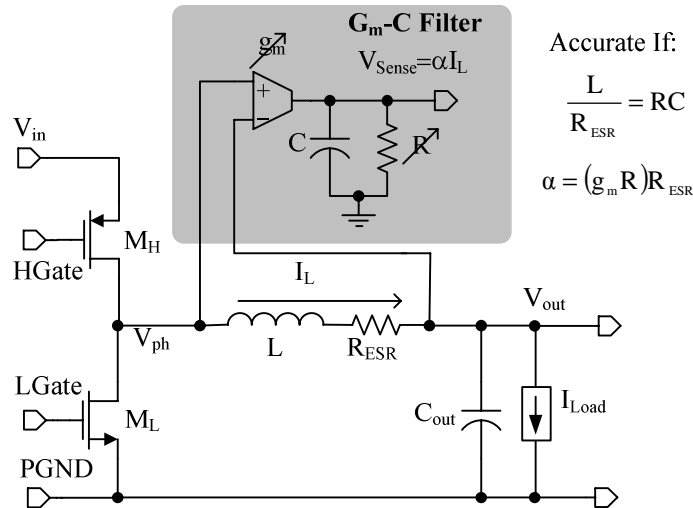 Gm-C Filter
gm
VSense=αIL
+
−
C
R
Accurate If:
L
RESR
= RC
α = (gmR)RESR
Vin
MH
HGate
IL
Vout
Vph
L
RESR
LGate
ML
Cout
ILoad
PGND